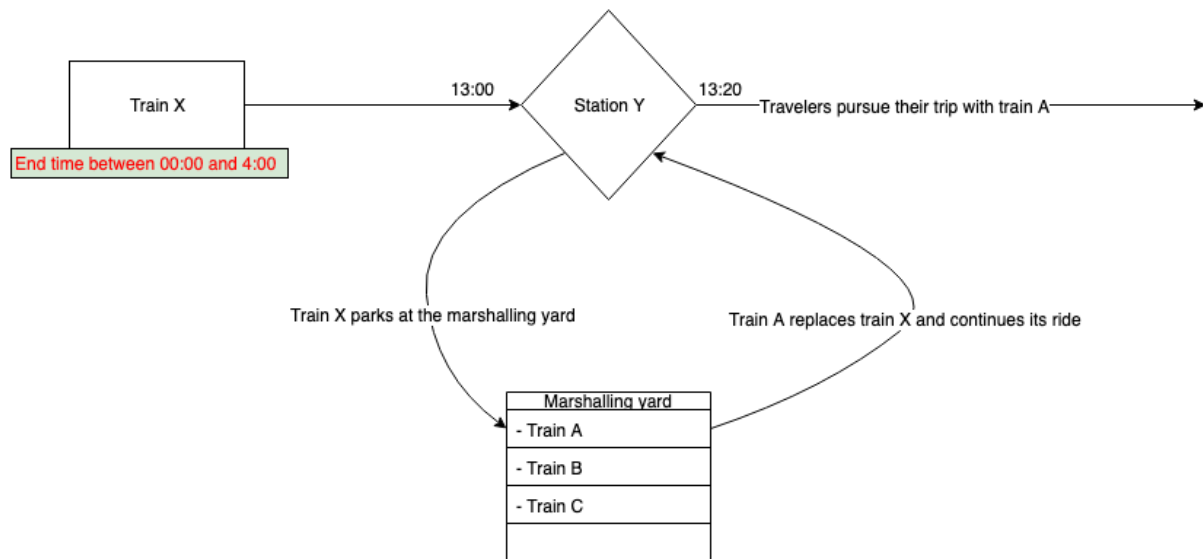 Train X
End time between 00:00 and 4:00
13:00
Station Y
13:20
Travelers pursue their trip with train A
Train X parks at the marshalling yard
Train A replaces train X and continues its ride
Marshalling yard
- Train A
- Train B
- Train C